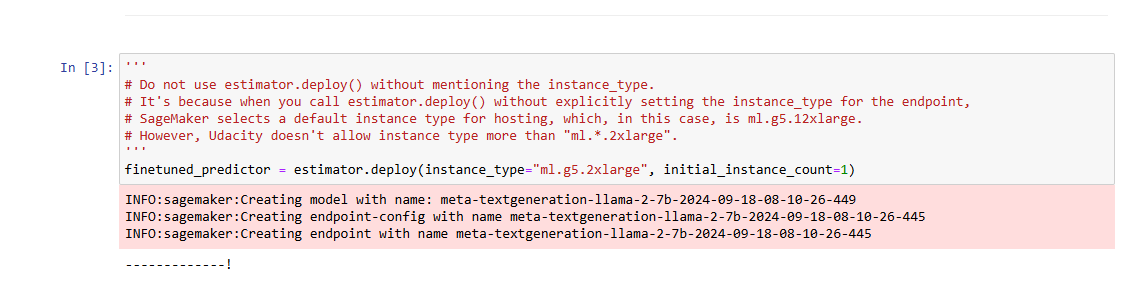 In [3]:
'''
# Do not use estimator.deploy() without mentioning the instance_type.
# It's because when you call estimator.deploy() without explicitly setting the instance_type for the endpoint,
# SageMaker selects a default instance type for hosting, which, in this case, is ml.g5.12xlarge.
# However, Udacity doesn't allow instance type more than "ml.*.2xlarge".
'''
finetuned_predictor = estimator.deploy(instance_type="ml.g5.2xlarge", initial_instance_count=1)
INFO:sagemaker:Creating model with name: meta-textgeneration-llama-2-7b-2024-09-18-08-10-26-449
INFO:sagemaker:Creating endpoint-config with name meta-textgeneration-llama-2-7b-2024-09-18-08-10-26-445
INFO:sagemaker:Creating endpoint with name meta-textgeneration-llama-2-7b-2024-09-18-08-10-26-445
-------------!